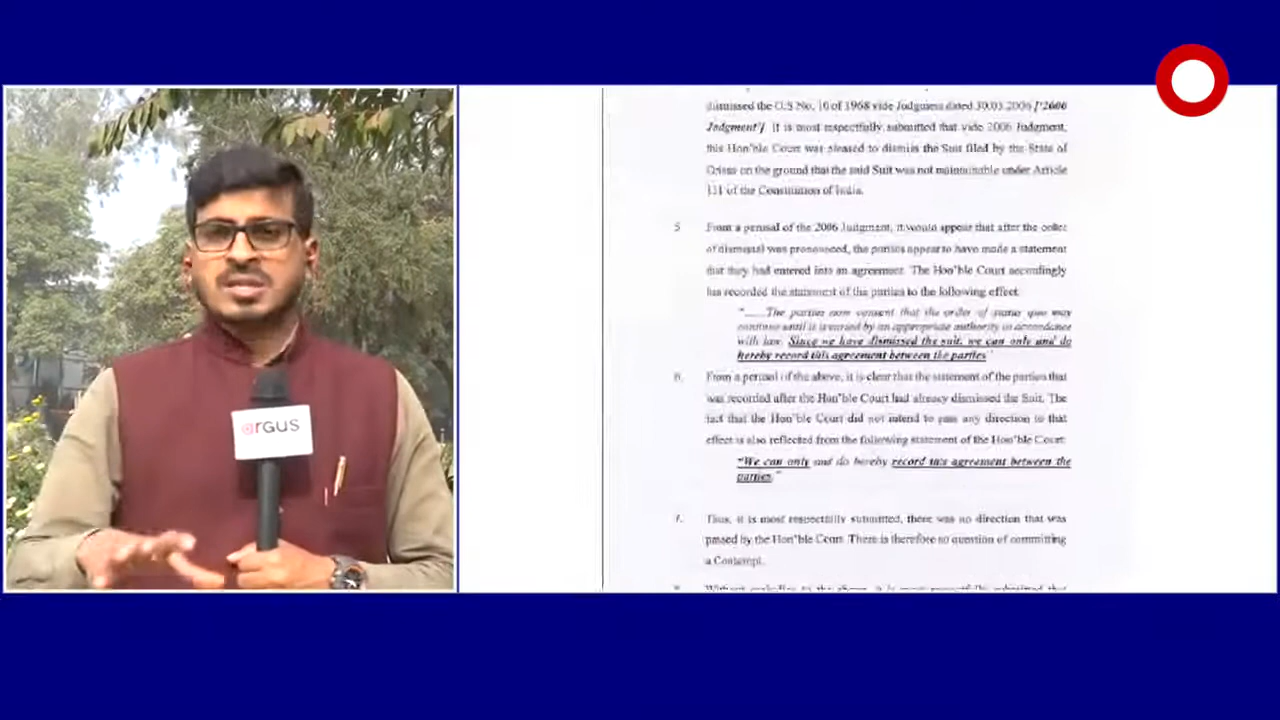 argus
dismissed the O.S No. 10 of 1968 vide Judgment dated 30.03.2006 ['2006
Judgment']. It is most respectfully submitted that vide 2006 Judgment,
this Hon'ble Court was pleased to dismiss the Suit filed by the State of
Orissa on the ground that the said Suit was not maintainable under Article
131 of the Constitution of India.
5. From a perusal of the 2006 Judgment, it would appear that after the order
of dismissal was pronounced, the parties appear to have made a statement
that they had entered into an agreement. The Hon'ble Court accordingly
has recorded the statement of the parties to the following effect:
"....The parties now consent that the order of status quo may
continue until it is varied by an appropriate authority in accordance
with law. Since we have dismissed the suit, we can only and do
hereby record this agreement between the parties"
6. From a perusal of the above, it is clear that the statement of the parties that
was recorded after the Hon'ble Court had already dismissed the Suit. The
fact that the Hon'ble Court did not intend to pass any direction to that
effect is also reflected from the following statement of the Hon'ble Court:
"We can only and do hereby record this agreement between the
parties."
7. Thus, it is most respectfully submitted, there was no direction that was
passed by the Hon'ble Court. There is therefore no question of committing
a Contempt.